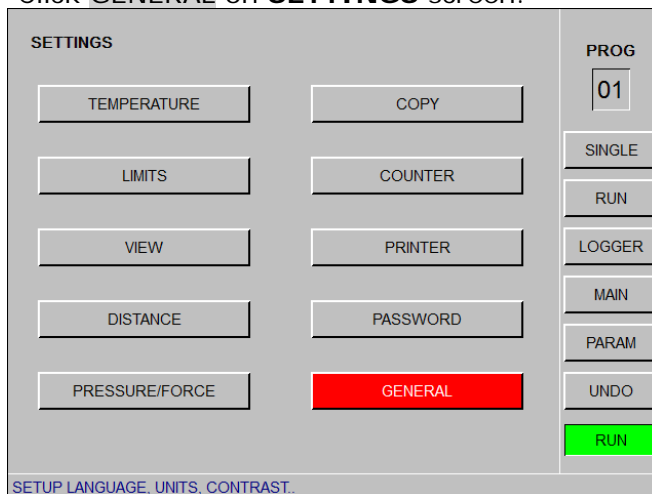 Click GENERAL on SETTINGS screen.
SETTINGS
PROG
01
TEMPERATURE
COPY
SINGLE
LIMITS
COUNTER
RUN
VIEW
PRINTER
LOGGER
MAIN
DISTANCE
PASSWORD
PARAM
PRESSURE/FORCE
GENERAL
UNDO
RUN
SETUP LANGUAGE, UNITS, CONTRAST..